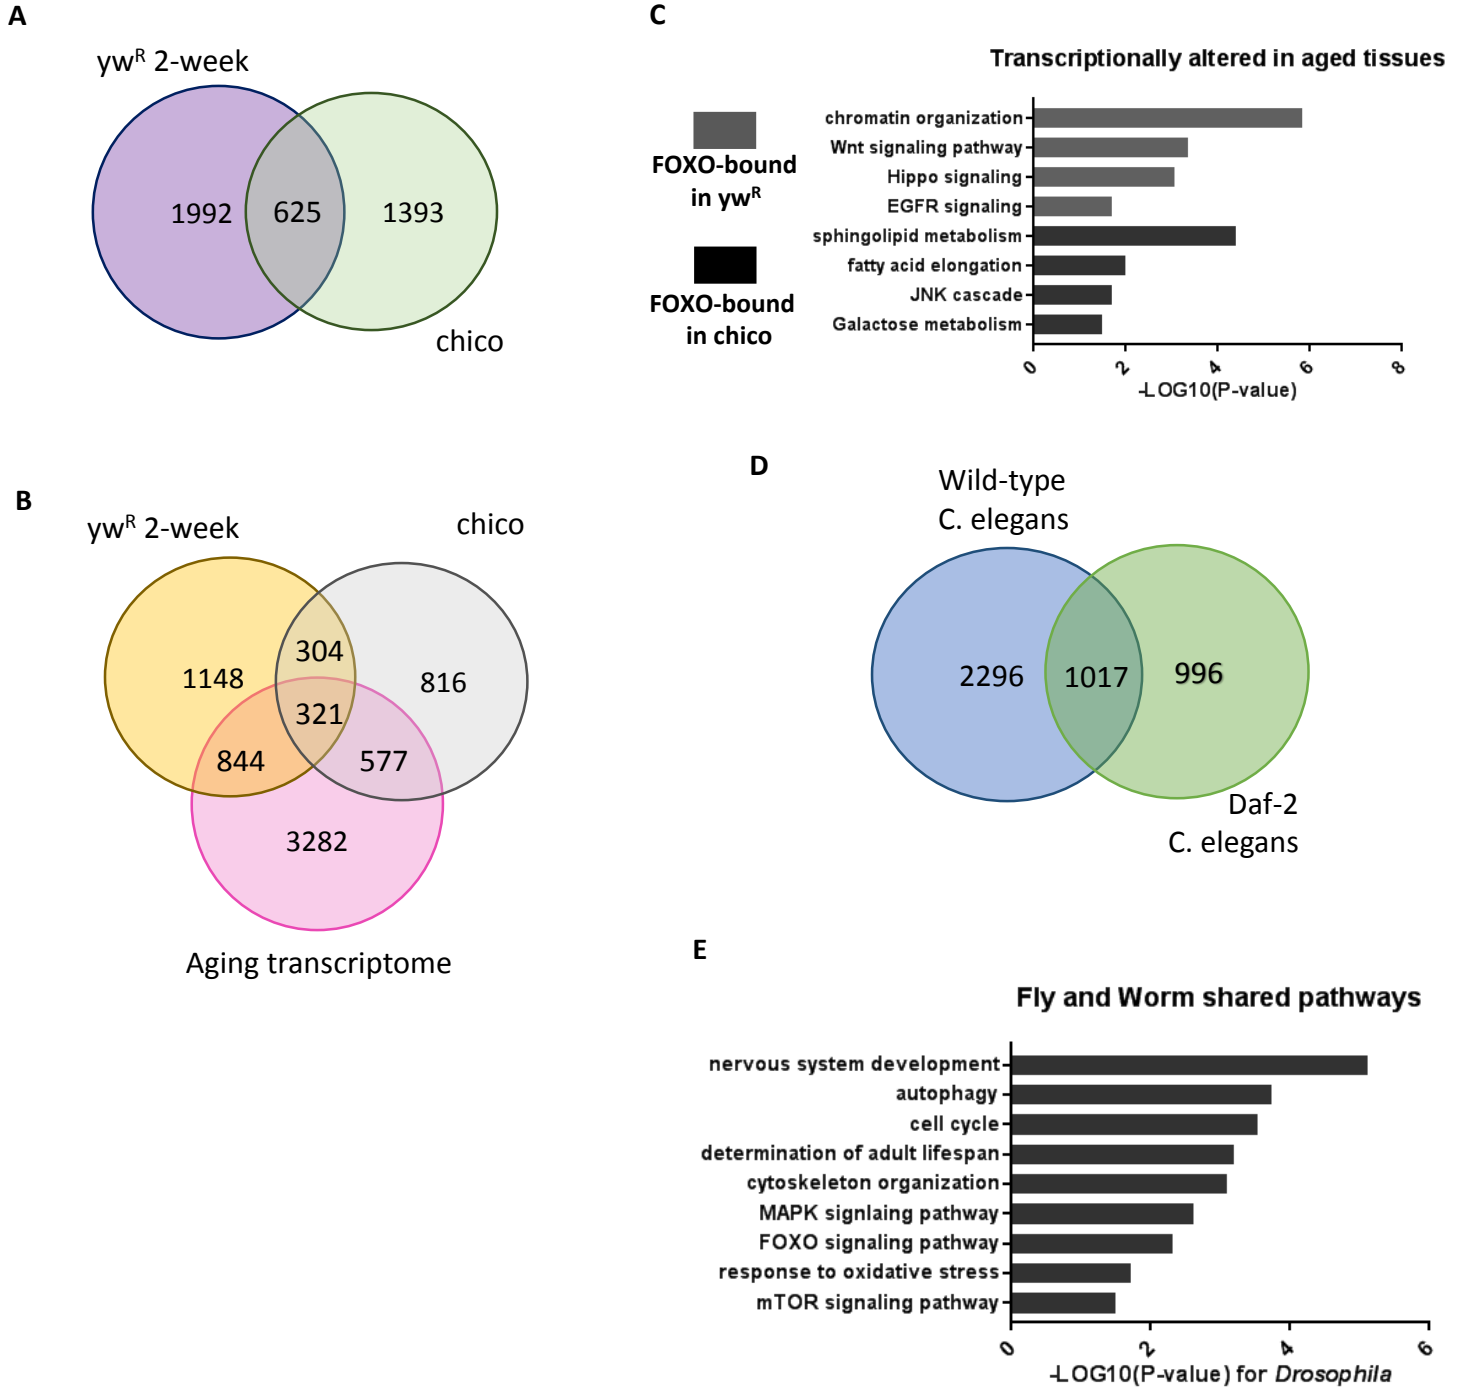 A
ywR 2-week
1992
625
1393
chico
B
ywR 2-week
chico
304
1148
816
321
844
577
3282
Aging transcriptome
C
Transcriptionally altered in aged tissues
FOXO-bound
in ywR
FOXO-bound
in chico
chromatin organization
Wnt signaling pathway
Hippo signaling
EGFR signaling
sphingolipid metabolism
fatty acid elongation
JNK cascade
Galactose metabolism
0 2 4 6 8
-LOG10(P-value)
D
Wild-type
C. elegans
2296
1017
996
Daf-2
C. elegans
E
Fly and Worm shared pathways
nervous system development
autophagy
cell cycle
determination of adult lifespan
cytoskeleton organization
MAPK signlaing pathway
FOXO signaling pathway
response to oxidative stress
mTOR signaling pathway
0 2 4 6
-LOG10(P-value) for Drosophila